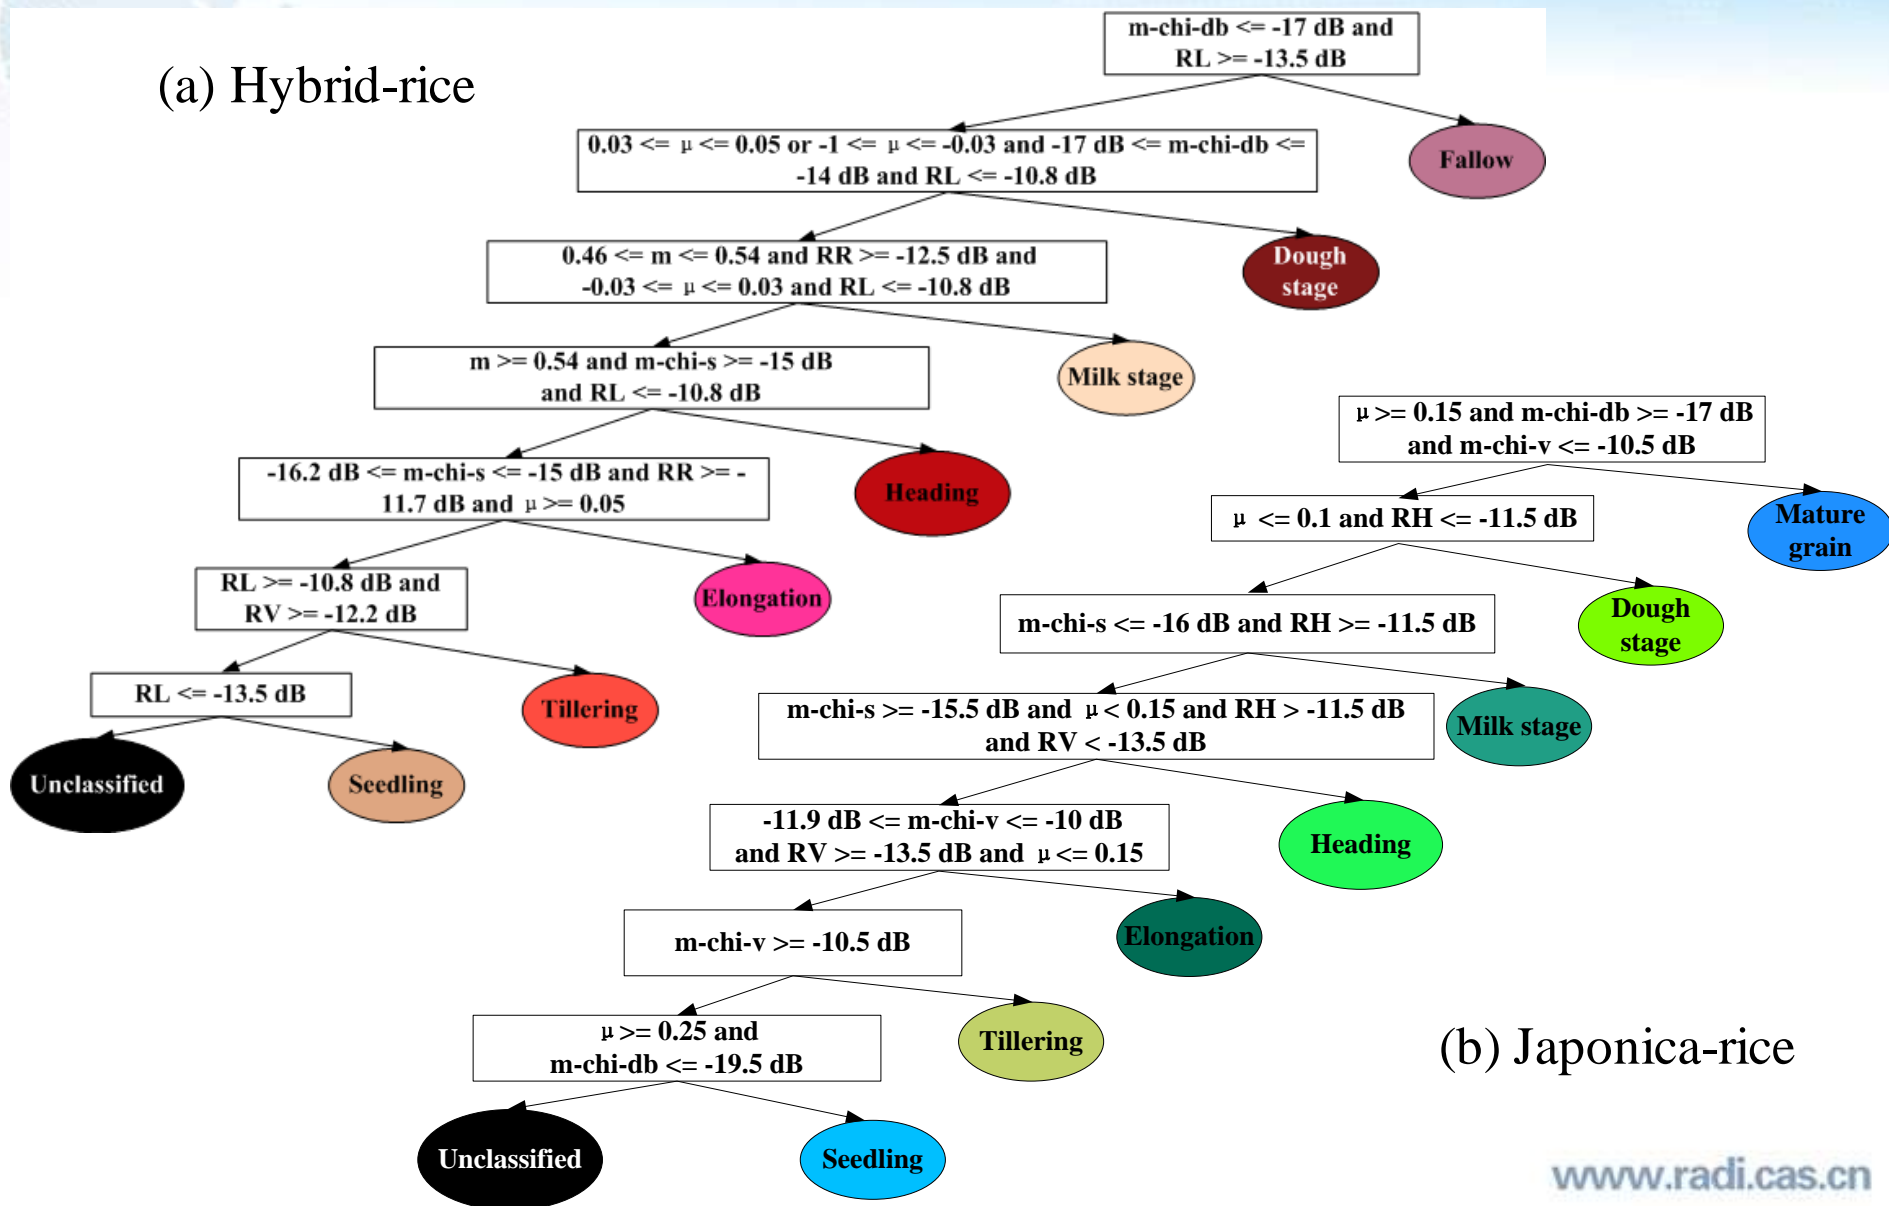 (a) Hybrid-rice
m-chi-db <= -17 dB and
RL >= -13.5 dB
0.03 <= μ <= 0.05 or -1 <= μ <= -0.03 and -17 dB <= m-chi-db <=
-14 dB and RL <= -10.8 dB
Fallow
0.46 <= m <= 0.54 and RR >= -12.5 dB and
-0.03 <= μ <= 0.03 and RL <= -10.8 dB
Dough
stage
m >= 0.54 and m-chi-s >= -15 dB
and RL <= -10.8 dB
Milk stage
-16.2 dB <= m-chi-s <= -15 dB and RR >= -
11.7 dB and μ >= 0.05
Heading
RL >= -10.8 dB and
RV >= -12.2 dB
Elongation
RL <= -13.5 dB
Tillering
Unclassified
Seedling
μ >= 0.15 and m-chi-db >= -17 dB
and m-chi-v <= -10.5 dB
μ <= 0.1 and RH <= -11.5 dB
Mature
grain
m-chi-s <= -16 dB and RH >= -11.5 dB
Dough
stage
m-chi-s >= -15.5 dB and μ < 0.15 and RH > -11.5 dB
and RV < -13.5 dB
Milk stage
-11.9 dB <= m-chi-v <= -10 dB
and RV >= -13.5 dB and μ <= 0.15
Heading
m-chi-v >= -10.5 dB
Elongation
μ >= 0.25 and
m-chi-db <= -19.5 dB
Tillering
Unclassified
Seedling
(b) Japonica-rice
www.radi.cas.cn